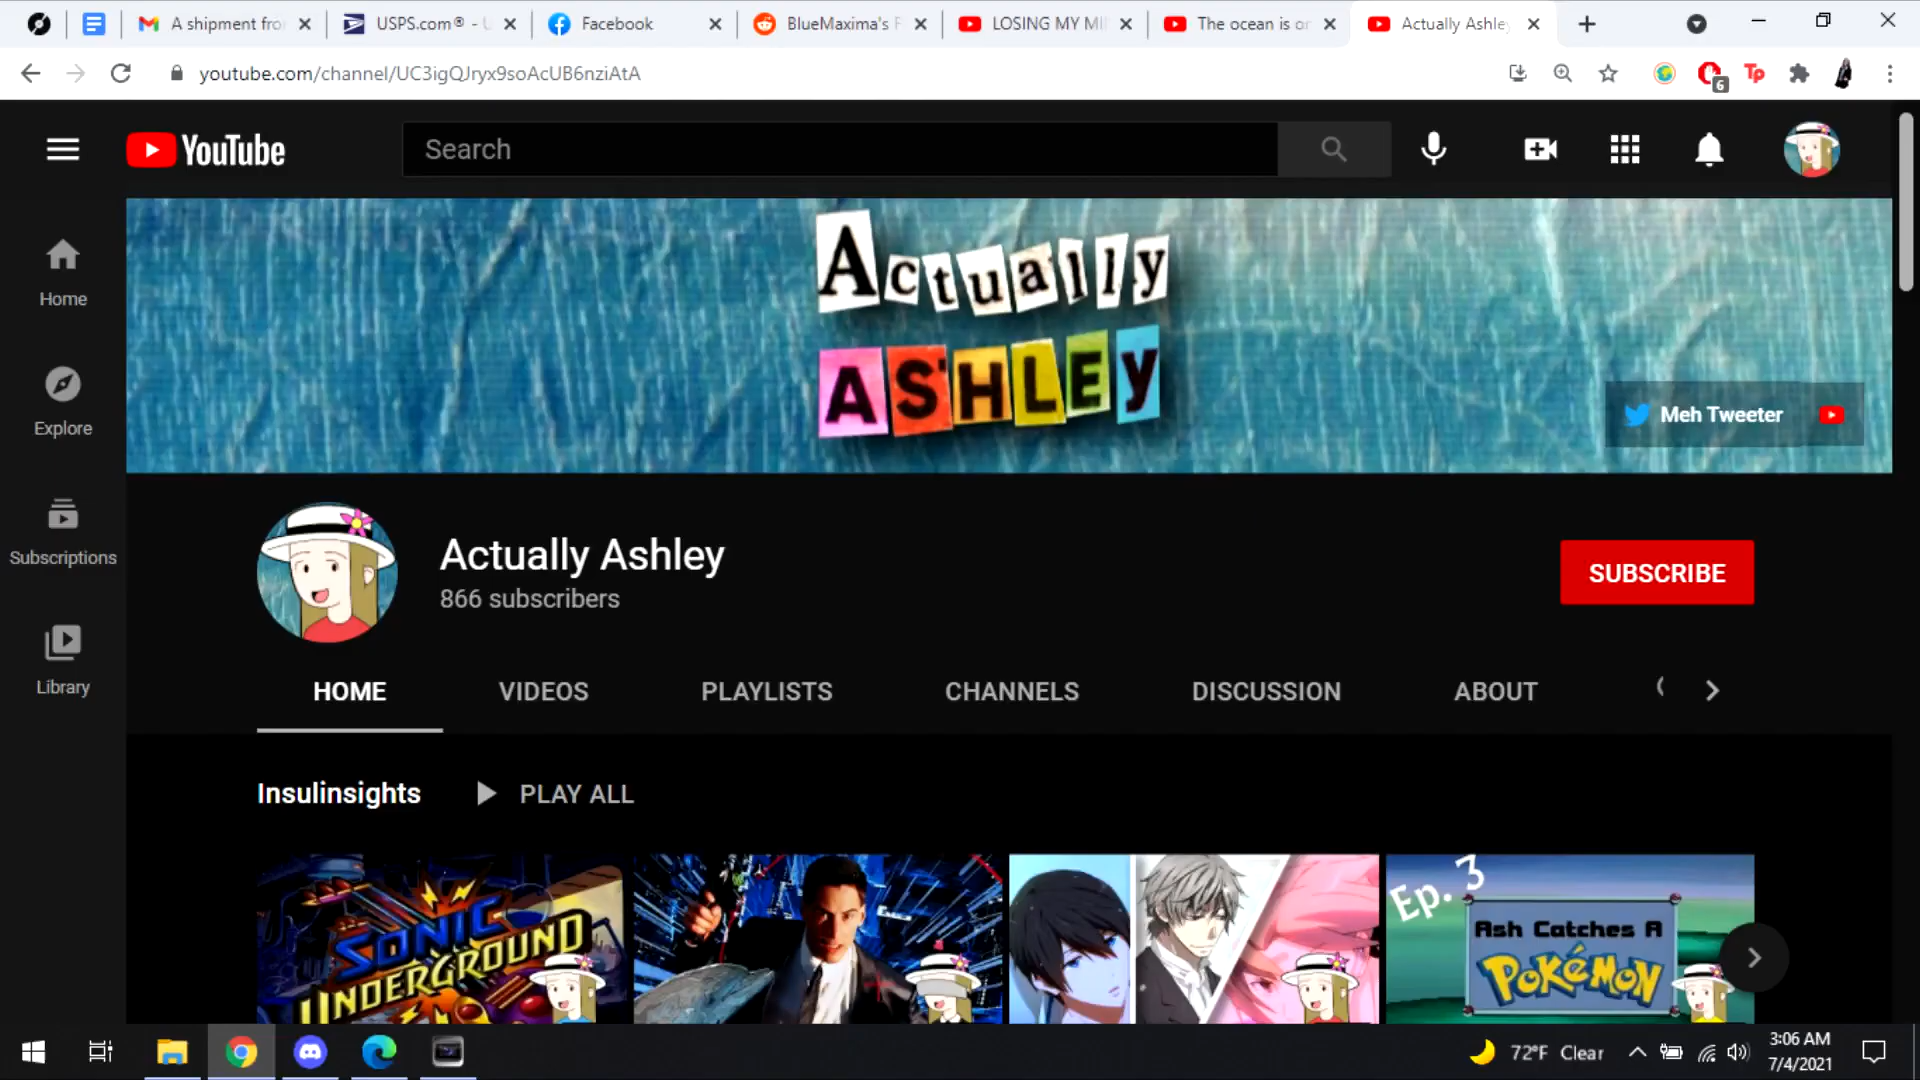 A shipment fro
USPS.com® - U
Facebook
BlueMaxima's F
LOSING MY MI
The ocean is or
Actually Ashley
youtube.com/channel/UC3igQJryx9soAcUB6nziAtA
6
Tp
YouTube
Search
Home
Explore
Subscriptions
Library
Actually
ASHLEY
Meh Tweeter
Actually Ashley
866 subscribers
SUBSCRIBE
HOME
VIDEOS
PLAYLISTS
CHANNELS
DISCUSSION
ABOUT
Insulinsights
PLAY ALL
SONIC
UNDERGROUND
Ep. 3
Ash Catches A
POKéMON
72°F Clear
3:06 AM
7/4/2021